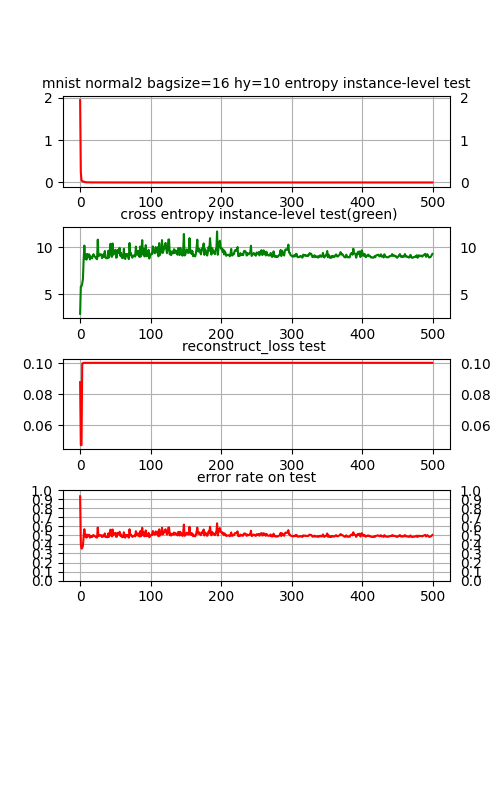 mnist normal2 bagsize=16 hy=10 entropy instance-level test
2 2
1 1
0 0
0 100 200 300 400 500
cross entropy instance-level test(green)
10 10
5 5
0 100 200 300 400 500
reconstruct_loss test
0.10 0.10
0.08 0.08
0.06 0.06
0 100 200 300 400 500
error rate on test
1.0 1.0
0.9 0.9
0.8 0.8
0.7 0.7
0.6 0.6
0.5 0.5
0.4 0.4
0.3 0.3
0.2 0.2
0.1 0.1
0.0 0.0
0 100 200 300 400 500